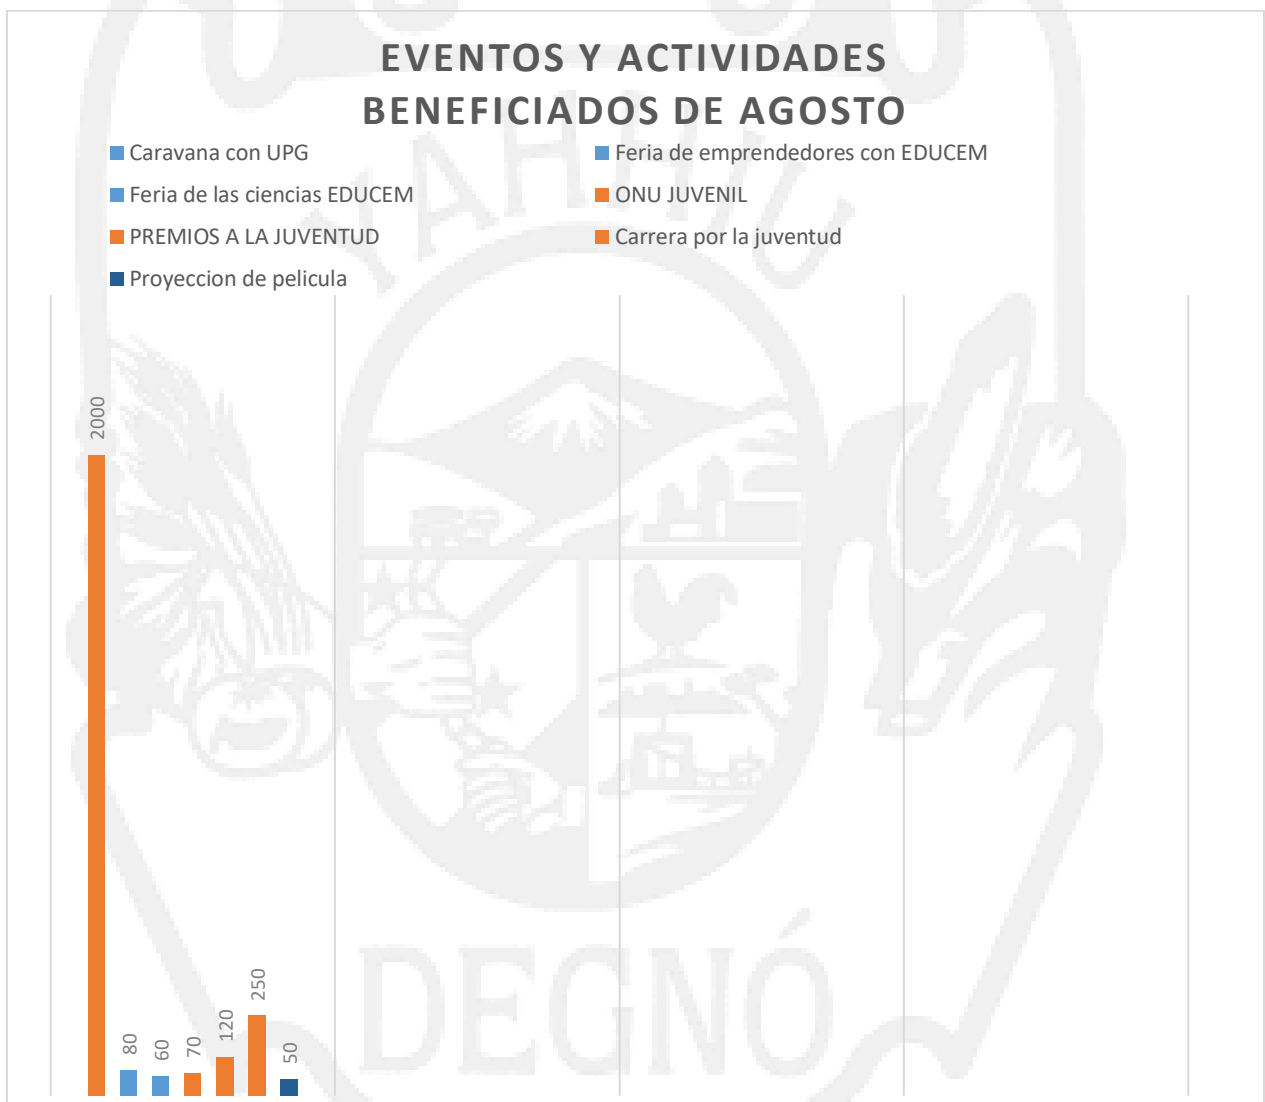 EVENTOS Y ACTIVIDADES
BENEFICIADOS DE AGOSTO
Caravana con UPG
Feria de emprendedores con EDUCEM
Feria de las ciencias EDUCEM
ONU JUVENIL
PREMIOS A LA JUVENTUD
Carrera por la juventud
Proyeccion de pelicula
YAHHIU
2000
80
60
70
120
250
50
DEGNÓ